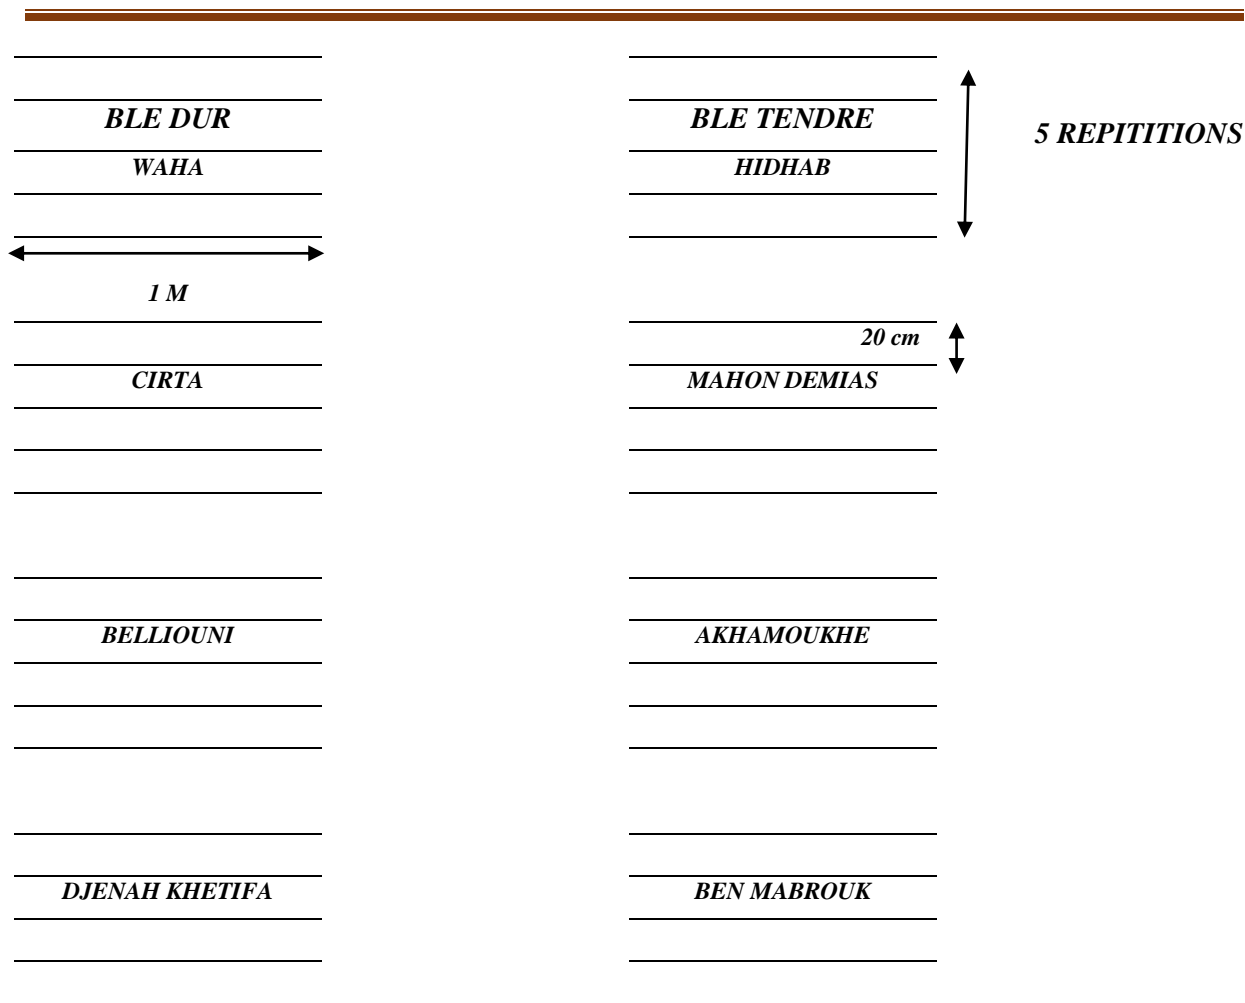 BLE DUR
BLE TENDRE
5 REPITITIONS
WAHA
HIDHAB
1 M
20 cm
CIRTA
MAHON DEMIAS
BELLIOUNI
AKHAMOUKHE
DJENAH KHETIFA
BEN MABROUK